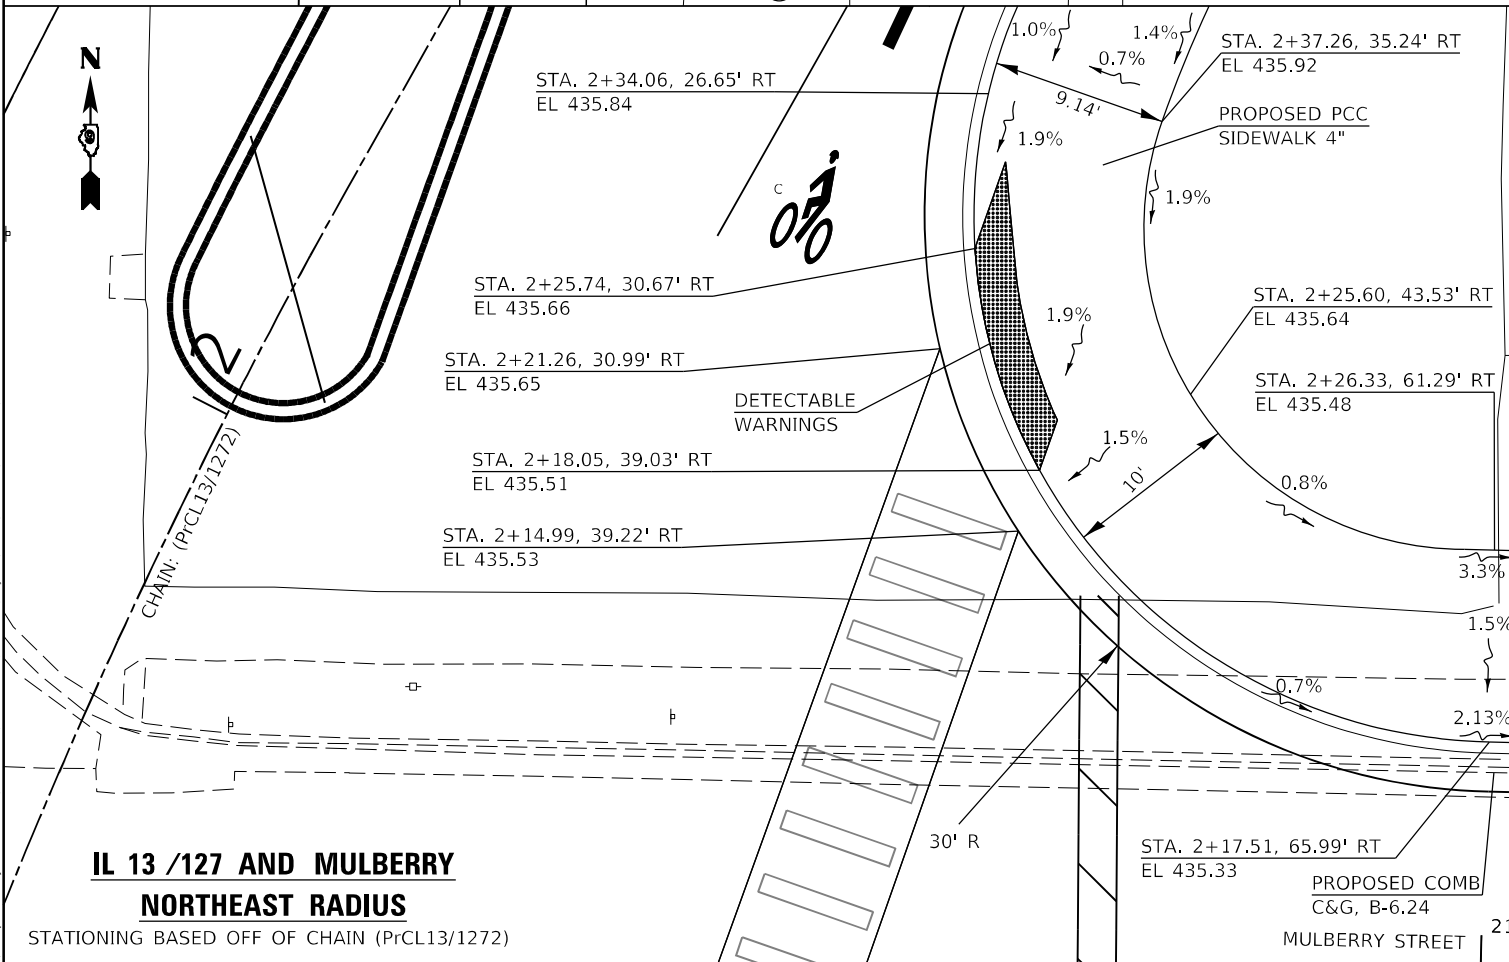 N
1.0%
1.4%
0.7%
STA. 2+37.26, 35.24' RT
EL 435.92
STA. 2+34.06, 26.65' RT
EL 435.84
9.14'
PROPOSED PCC
SIDEWALK 4"
1.9%
C
1.9%
STA. 2+25.74, 30.67' RT
EL 435.66
STA. 2+25.60, 43.53' RT
EL 435.64
1.9%
2
STA. 2+21.26, 30.99' RT
EL 435.65
STA. 2+26.33, 61.29' RT
EL 435.48
DETECTABLE
WARNINGS
1.5%
STA. 2+18.05, 39.03' RT
EL 435.51
10'
0.8%
STA. 2+14.99, 39.22' RT
EL 435.53
CHAIN: (PrCL13/1272)
3.3%
1.5%
0.7%
2.13%
30' R
STA. 2+17.51, 65.99' RT
EL 435.33
PROPOSED COMB
C&G, B-6.24
MULBERRY STREET
IL 13 /127 AND MULBERRY
NORTHEAST RADIUS
STATIONING BASED OFF OF CHAIN (PrCL13/1272)